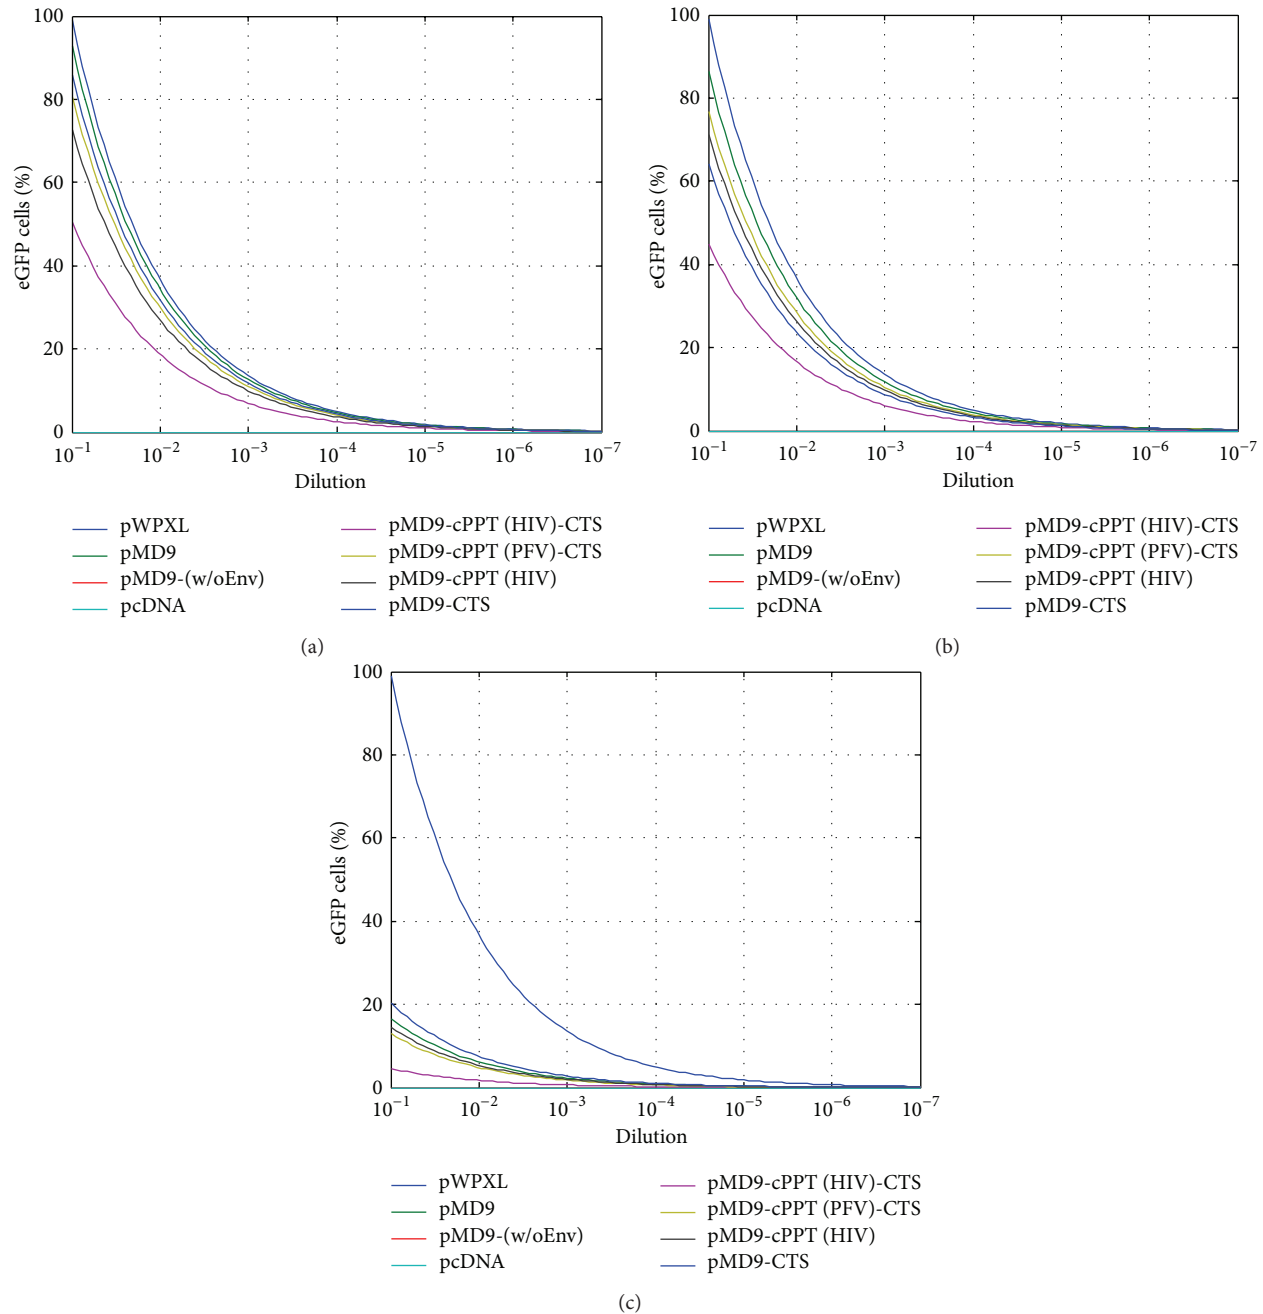 100
80
60
40
20
0
eGFP cells (%)
10⁻¹ 10⁻² 10⁻³ 10⁻⁴ 10⁻⁵ 10⁻⁶ 10⁻⁷
Dilution
pWPXL
pMD9
pMD9-(w/oEnv)
pcDNA
pMD9-cPPT (HIV)-CTS
pMD9-cPPT (PFV)-CTS
pMD9-cPPT (HIV)
pMD9-CTS
(a)
100
80
60
40
20
0
eGFP cells (%)
10⁻¹ 10⁻² 10⁻³ 10⁻⁴ 10⁻⁵ 10⁻⁶ 10⁻⁷
Dilution
pWPXL
pMD9
pMD9-(w/oEnv)
pcDNA
pMD9-cPPT (HIV)-CTS
pMD9-cPPT (PFV)-CTS
pMD9-cPPT (HIV)
pMD9-CTS
(b)
100
80
60
40
20
0
eGFP cells (%)
10⁻¹ 10⁻² 10⁻³ 10⁻⁴ 10⁻⁵ 10⁻⁶ 10⁻⁷
Dilution
pWPXL
pMD9
pMD9-(w/oEnv)
pcDNA
pMD9-cPPT (HIV)-CTS
pMD9-cPPT (PFV)-CTS
pMD9-cPPT (HIV)
pMD9-CTS
(c)